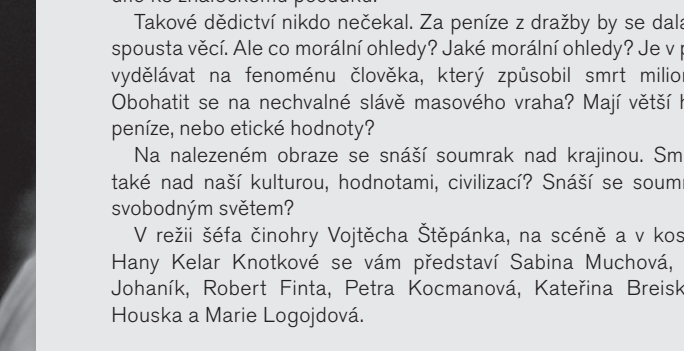 Takové dědictví nikdo nečekal. Za peníze z dražby by se dala
spousta věcí. Ale co morální ohledy? Jaké morální ohledy? Je v
vydělávat na fenoménu člověka, který způsobil smrt
Obohatit se na nechvalné slávě masového vraha? Mají větší
peníze, nebo etické hodnoty?
Na nalezeném obraze se snáší soumrak nad krajinou.
také nad naší kulturou, hodnotami, civilizací? Snáší se
svobodným světem?
V režii šéfa činohry Vojtěcha Štěpánka, na scéně a v
Hany Kelar Knotkové se vám představí Sabina Muchová,
Johaník, Robert Finta, Petra Kocmanová, Kateřina
Houska a Marie Logojdová.